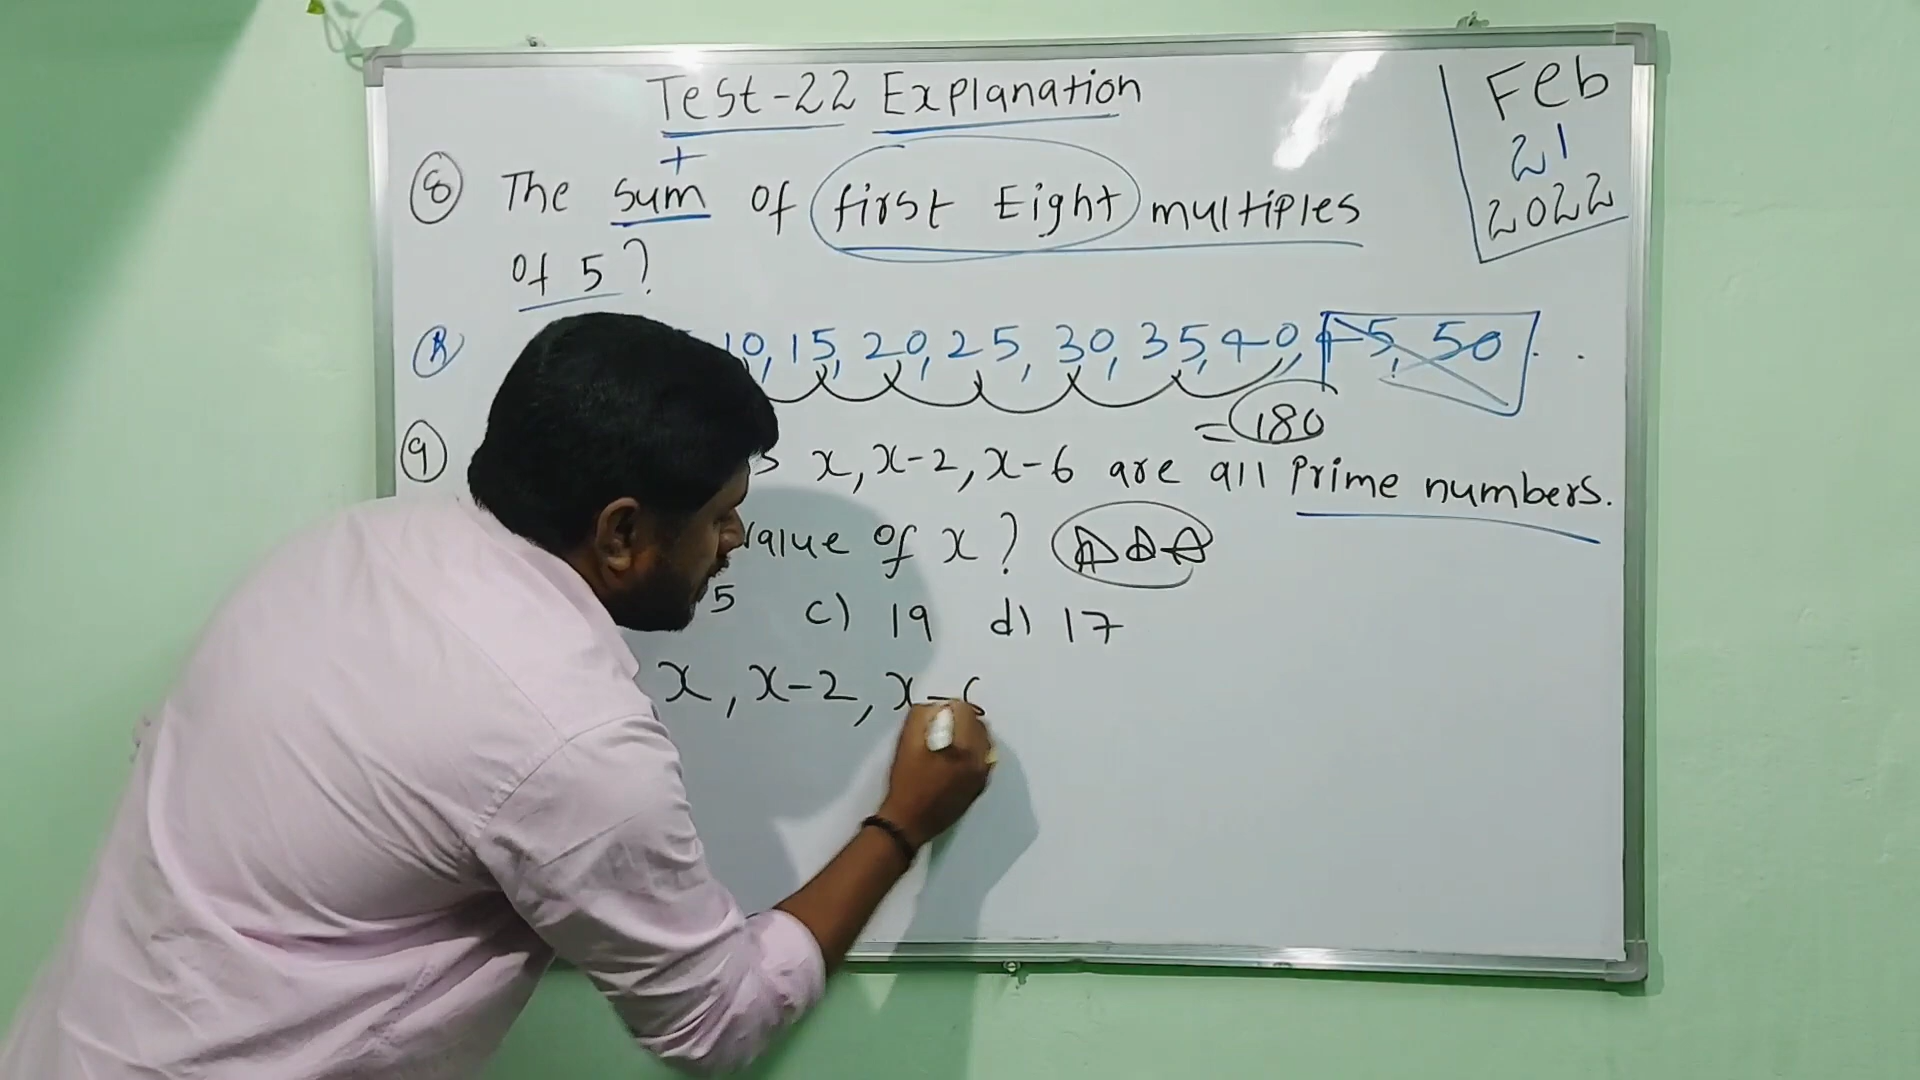 Test-22 Explanation
Feb
21
2022
+
8 The sum of first Eight multiples
of 5?
10, 15, 20, 25, 30, 35, 40, 45, 50 . .
= 180
9 x, x-2, x-6 are all Prime numbers.
value of x?
5 c) 19 d) 17
x, x-2, x-6